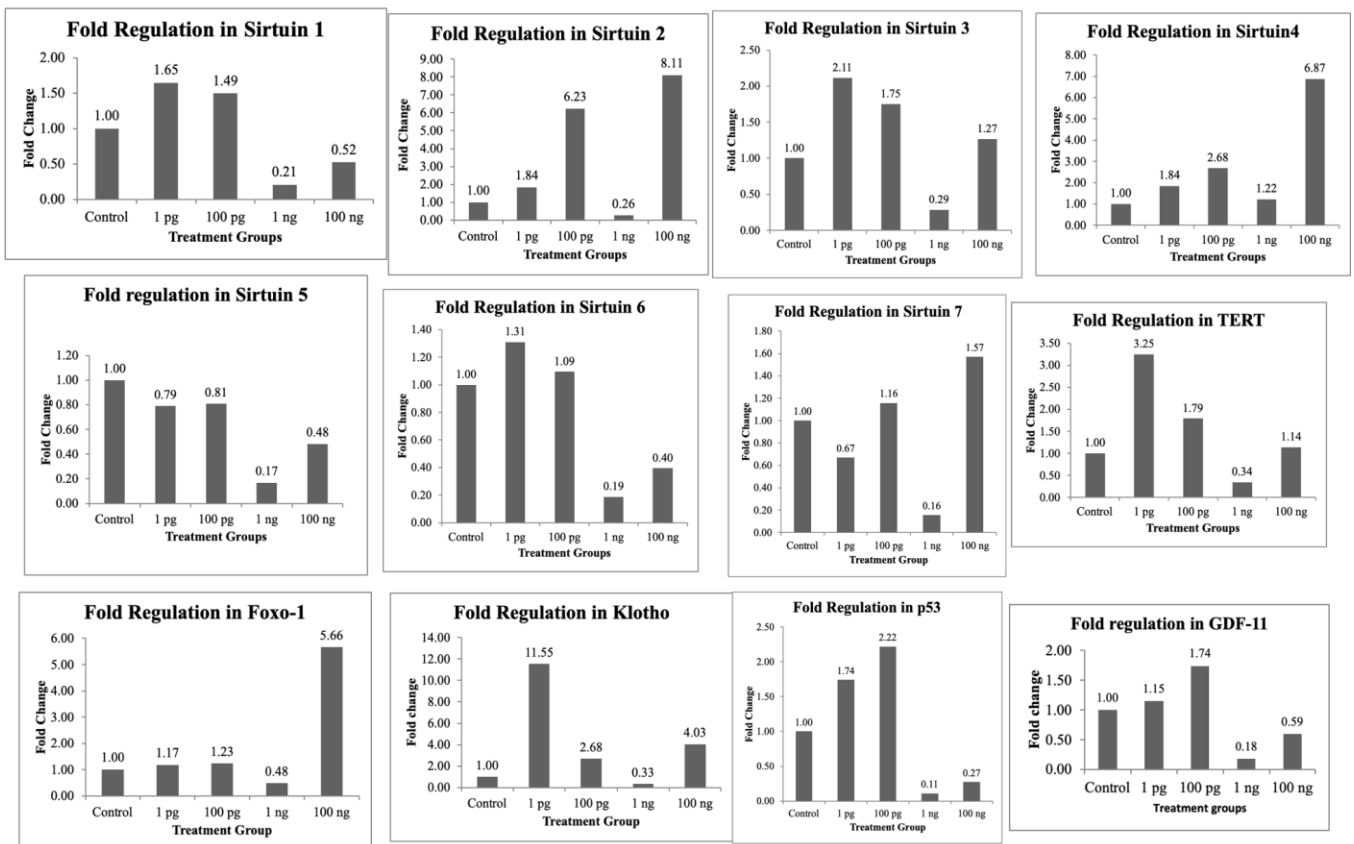 Fold Regulation in Sirtuin 1
Fold Change
1.00 1.65 1.49 0.21 0.52
2.00
1.50
1.00
0.50
0.00
Control 1 pg 100 pg 1 ng 100 ng
Treatment Groups
Fold Regulation in Sirtuin 2
Fold Change
1.00 1.84 6.23 0.26 8.11
9.00
8.00
7.00
6.00
5.00
4.00
3.00
2.00
1.00
0.00
Control 1 pg 100 pg 1 ng 100 ng
Treatment Groups
Fold Regulation in Sirtuin 3
Fold Change
1.00 2.11 1.75 0.29 1.27
2.50
2.00
1.50
1.00
0.50
0.00
Control 1 pg 100 pg 1 ng 100 ng
Treatment Groups
Fold Regulation in Sirtuin4
Fold Change
1.00 1.84 2.68 1.22 6.87
8.00
7.00
6.00
5.00
4.00
3.00
2.00
1.00
0.00
Control 1 pg 100 pg 1 ng 100 ng
Treatment Groups
Fold regulation in Sirtuin 5
Fold Change
1.00 0.79 0.81 0.17 0.48
1.20
1.00
0.80
0.60
0.40
0.20
0.00
Control 1 pg 100 pg 1 ng 100 ng
Treatment Groups
Fold Regulation in Sirtuin 6
Fold Change
1.00 1.31 1.09 0.19 0.40
1.40
1.20
1.00
0.80
0.60
0.40
0.20
0.00
Control 1 pg 100 pg 1 ng 100 ng
Treatment Groups
Fold Regulation in Sirtuin 7
Fold Change
1.00 0.67 1.16 0.16 1.57
1.80
1.60
1.40
1.20
1.00
0.80
0.60
0.40
0.20
0.00
Control 1 pg 100 pg 1 ng 100 ng
Treatment Group
Fold Regulation in TERT
Fold Change
1.00 3.25 1.79 0.34 1.14
3.50
3.00
2.50
2.00
1.50
1.00
0.50
0.00
Control 1 pg 100 pg 1 ng 100 ng
Treatment Groups
Fold Regulation in Foxo-1
Fold Change
1.00 1.17 1.23 0.48 5.66
6.00
5.00
4.00
3.00
2.00
1.00
0.00
Control 1 pg 100 pg 1 ng 100 ng
Treatment Group
Fold Regulation in Klotho
Fold change
1.00 11.55 2.68 0.33 4.03
14.00
12.00
10.00
8.00
6.00
4.00
2.00
0.00
Control 1 pg 100 pg 1 ng 100 ng
Treatment Group
Fold Regulation in p53
Fold Change
1.00 1.74 2.22 0.11 0.27
2.50
2.00
1.50
1.00
0.50
0.00
Control 1 pg 100 pg 1 ng 100 ng
Treatment Group
Fold regulation in GDF-11
Fold change
1.00 1.15 1.74 0.18 0.59
2.00
1.50
1.00
0.50
0.00
Control 1 pg 100 pg 1 ng 100 ng
Treatment groups